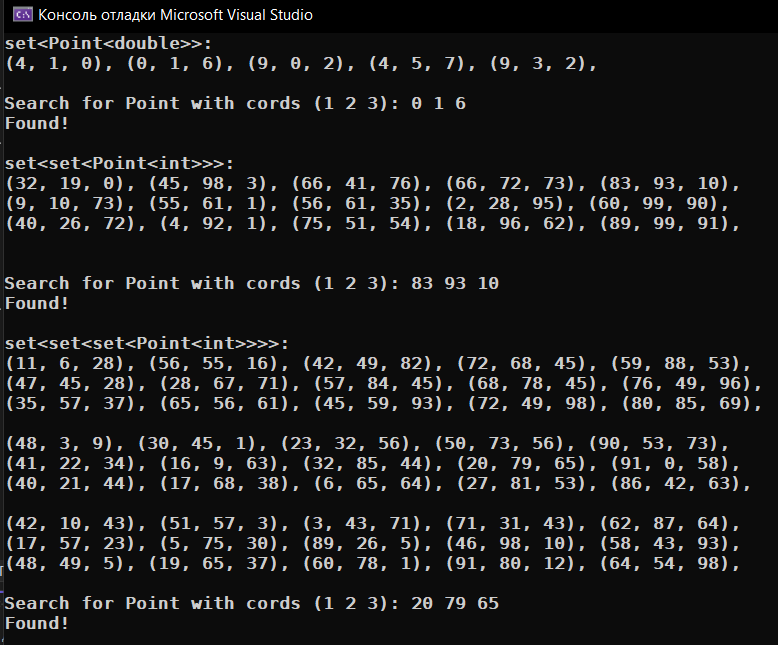 Консоль отладки Microsoft Visual Studio
set<Point<double>>:
(4, 1, 0), (0, 1, 6), (9, 0, 2), (4, 5, 7), (9, 3, 2),
Search for Point with cords (1 2 3): 0 1 6
Found!
set<set<Point<int>>>:
(32, 19, 0), (45, 98, 3), (66, 41, 76), (66, 72, 73), (83, 93, 10),
(9, 10, 73), (55, 61, 1), (56, 61, 35), (2, 28, 95), (60, 99, 90),
(40, 26, 72), (4, 92, 1), (75, 51, 54), (18, 96, 62), (89, 99, 91),
Search for Point with cords (1 2 3): 83 93 10
Found!
set<set<set<Point<int>>>>:
(11, 6, 28), (56, 55, 16), (42, 49, 82), (72, 68, 45), (59, 88, 53),
(47, 45, 28), (28, 67, 71), (57, 84, 45), (68, 78, 45), (76, 49, 96),
(35, 57, 37), (65, 56, 61), (45, 59, 93), (72, 49, 98), (80, 85, 69),
(48, 3, 9), (30, 45, 1), (23, 32, 56), (50, 73, 56), (90, 53, 73),
(41, 22, 34), (16, 9, 63), (32, 85, 44), (20, 79, 65), (91, 0, 58),
(40, 21, 44), (17, 68, 38), (6, 65, 64), (27, 81, 53), (86, 42, 63),
(42, 10, 43), (51, 57, 3), (3, 43, 71), (71, 31, 43), (62, 87, 64),
(17, 57, 23), (5, 75, 30), (89, 26, 5), (46, 98, 10), (58, 43, 93),
(48, 49, 5), (19, 65, 37), (60, 78, 1), (91, 80, 12), (64, 54, 98),
Search for Point with cords (1 2 3): 20 79 65
Found!